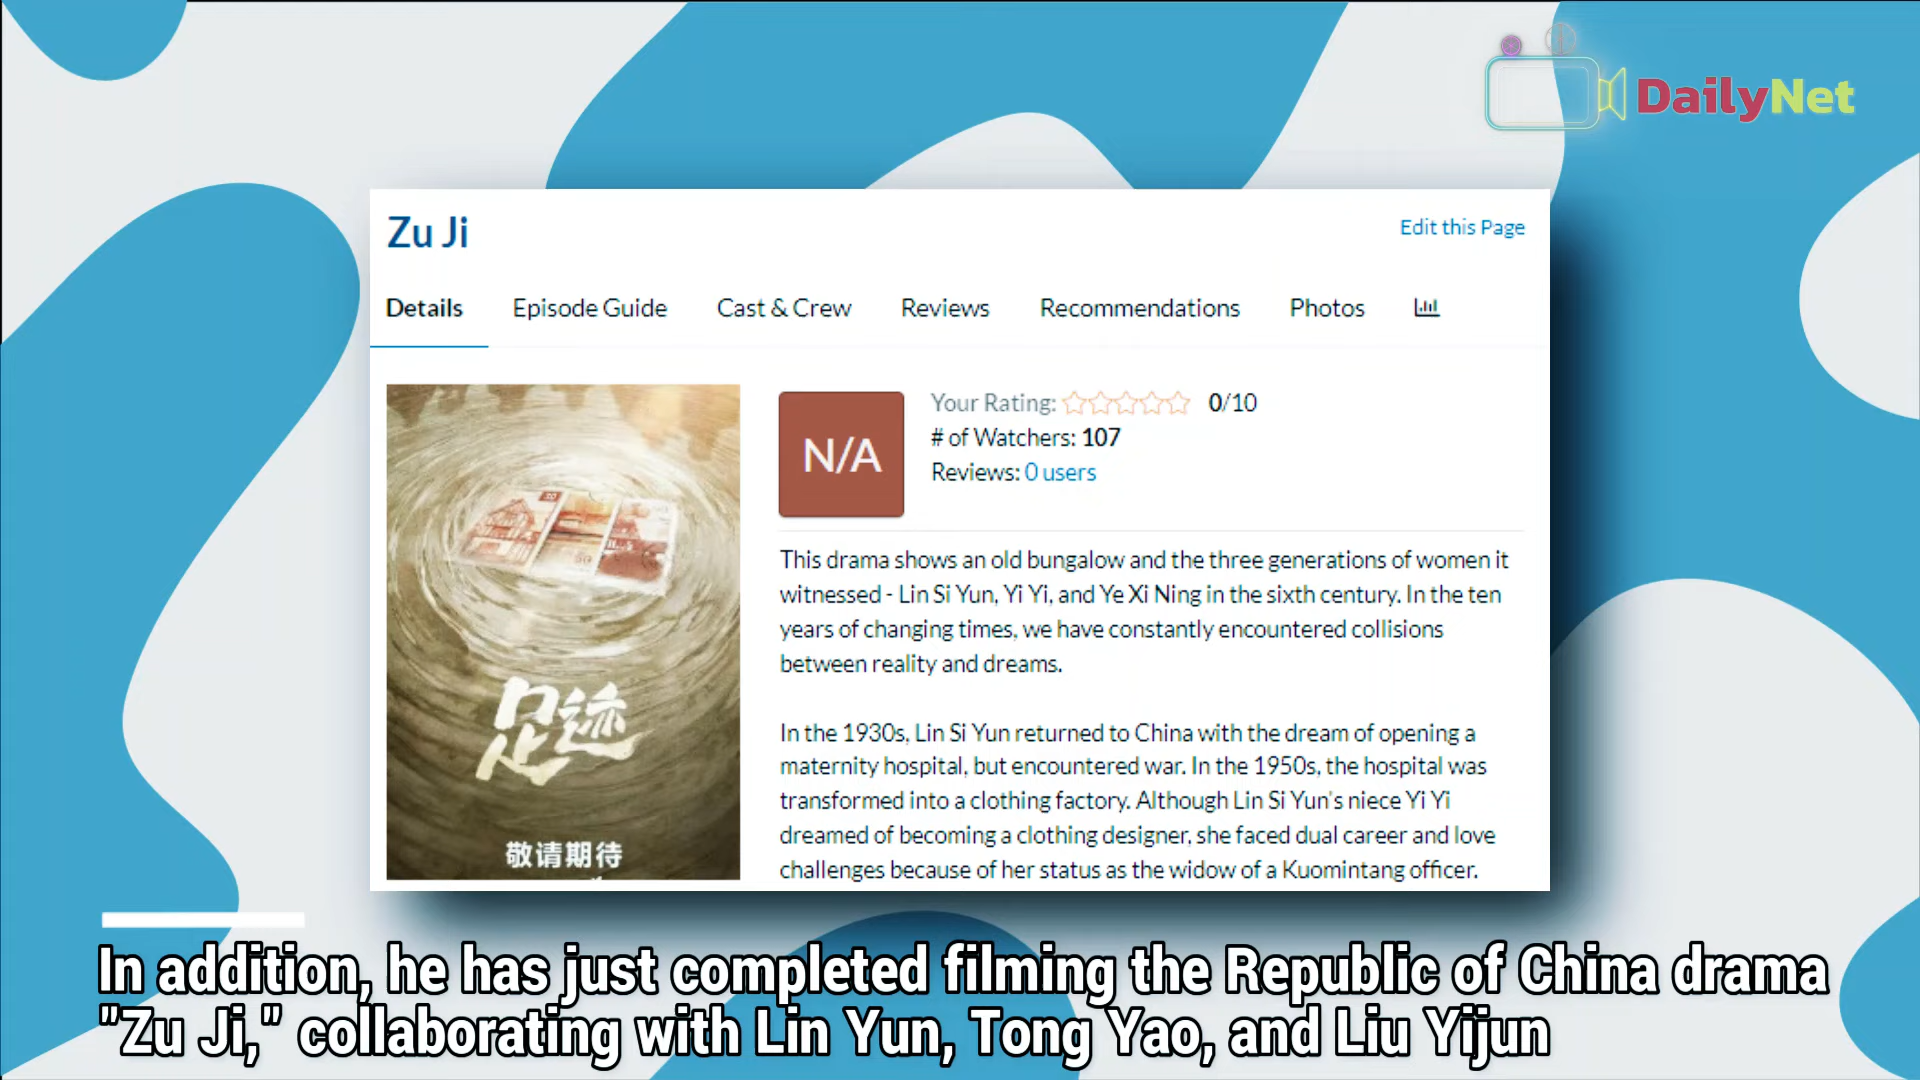 DailyNet
Zu Ji
Edit this Page
Details Episode Guide Cast & Crew Reviews Recommendations Photos
N/A
Your Rating: 0/10
# of Watchers: 107
Reviews: 0 users
This drama shows an old bungalow and the three generations of women it
witnessed - Lin Si Yun, Yi Yi, and Ye Xi Ning in the sixth century. In the ten
years of changing times, we have constantly encountered collisions
between reality and dreams.
In the 1930s, Lin Si Yun returned to China with the dream of opening a
maternity hospital, but encountered war. In the 1950s, the hospital was
transformed into a clothing factory. Although Lin Si Yun's niece Yi Yi
dreamed of becoming a clothing designer, she faced dual career and love
challenges because of her status as the widow of a Kuomintang officer.
50
足迹
敬请期待
In addition, he has just completed filming the Republic of China drama
"Zu Ji," collaborating with Lin Yun, Tong Yao, and Liu Yijun